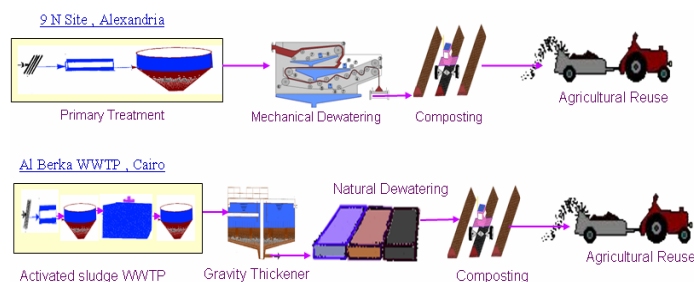 9 N Site , Alexandria
Primary Treatment
Mechanical Dewatering
Composting
Agricultural Reuse
Al Berka WWTP , Cairo
Activated sludge WWTP
Gravity Thickener
Natural Dewatering
Composting
Agricultural Reuse